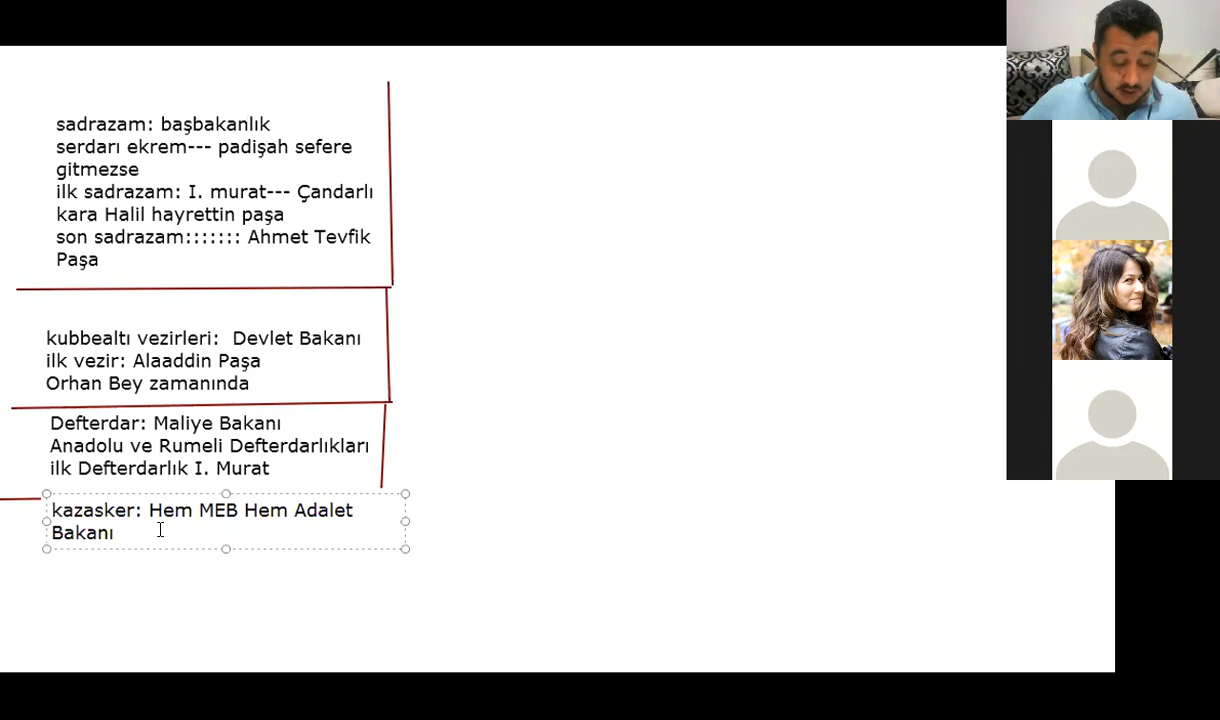 sadrazam: başbakanlık
serdarı ekrem--- padişah sefere
gitmezse
ilk sadrazam: I. murat--- Çandarlı
kara Halil hayrettin paşa
son sadrazam::::::: Ahmet Tevfik
Paşa
kubbealtı vezirleri:  Devlet Bakanı
ilk vezir: Alaaddin Paşa
Orhan Bey zamanında
Defterdar: Maliye Bakanı
Anadolu ve Rumeli Defterdarlıkları
ilk Defterdarlık I. Murat
kazasker: Hem MEB Hem Adalet
Bakanı